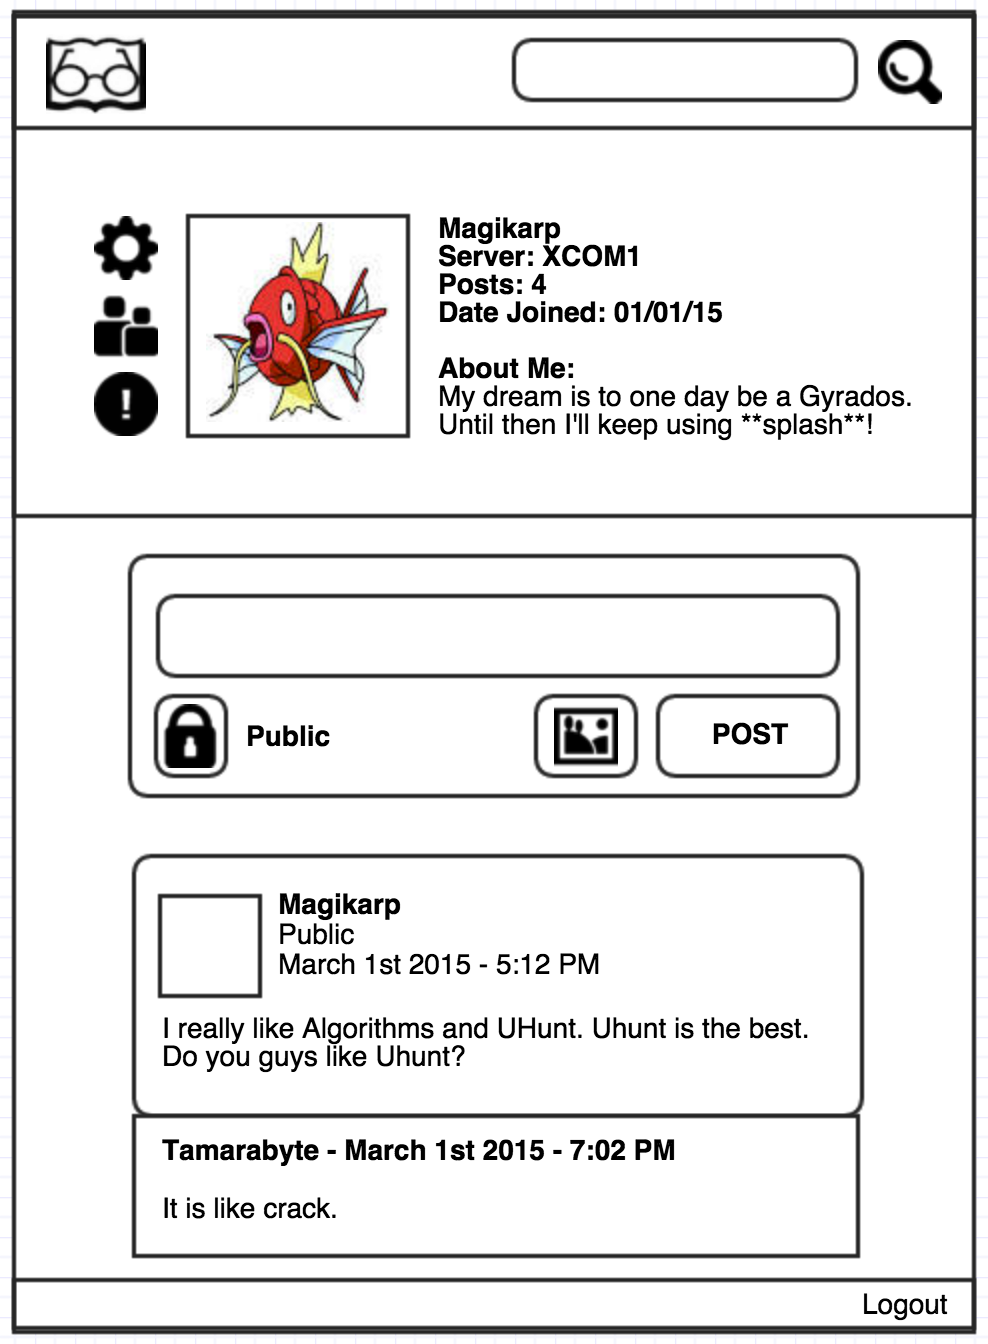 Magikarp
Server: XCOM1
Posts: 4
Date Joined: 01/01/15
About Me:
My dream is to one day be a Gyrados.
Until then I'll keep using **splash**!
Public
POST
Magikarp
Public
March 1st 2015 - 5:12 PM
I really like Algorithms and UHunt. Uhunt is the best.
Do you guys like Uhunt?
Tamarabyte - March 1st 2015 - 7:02 PM
It is like crack.
Logout